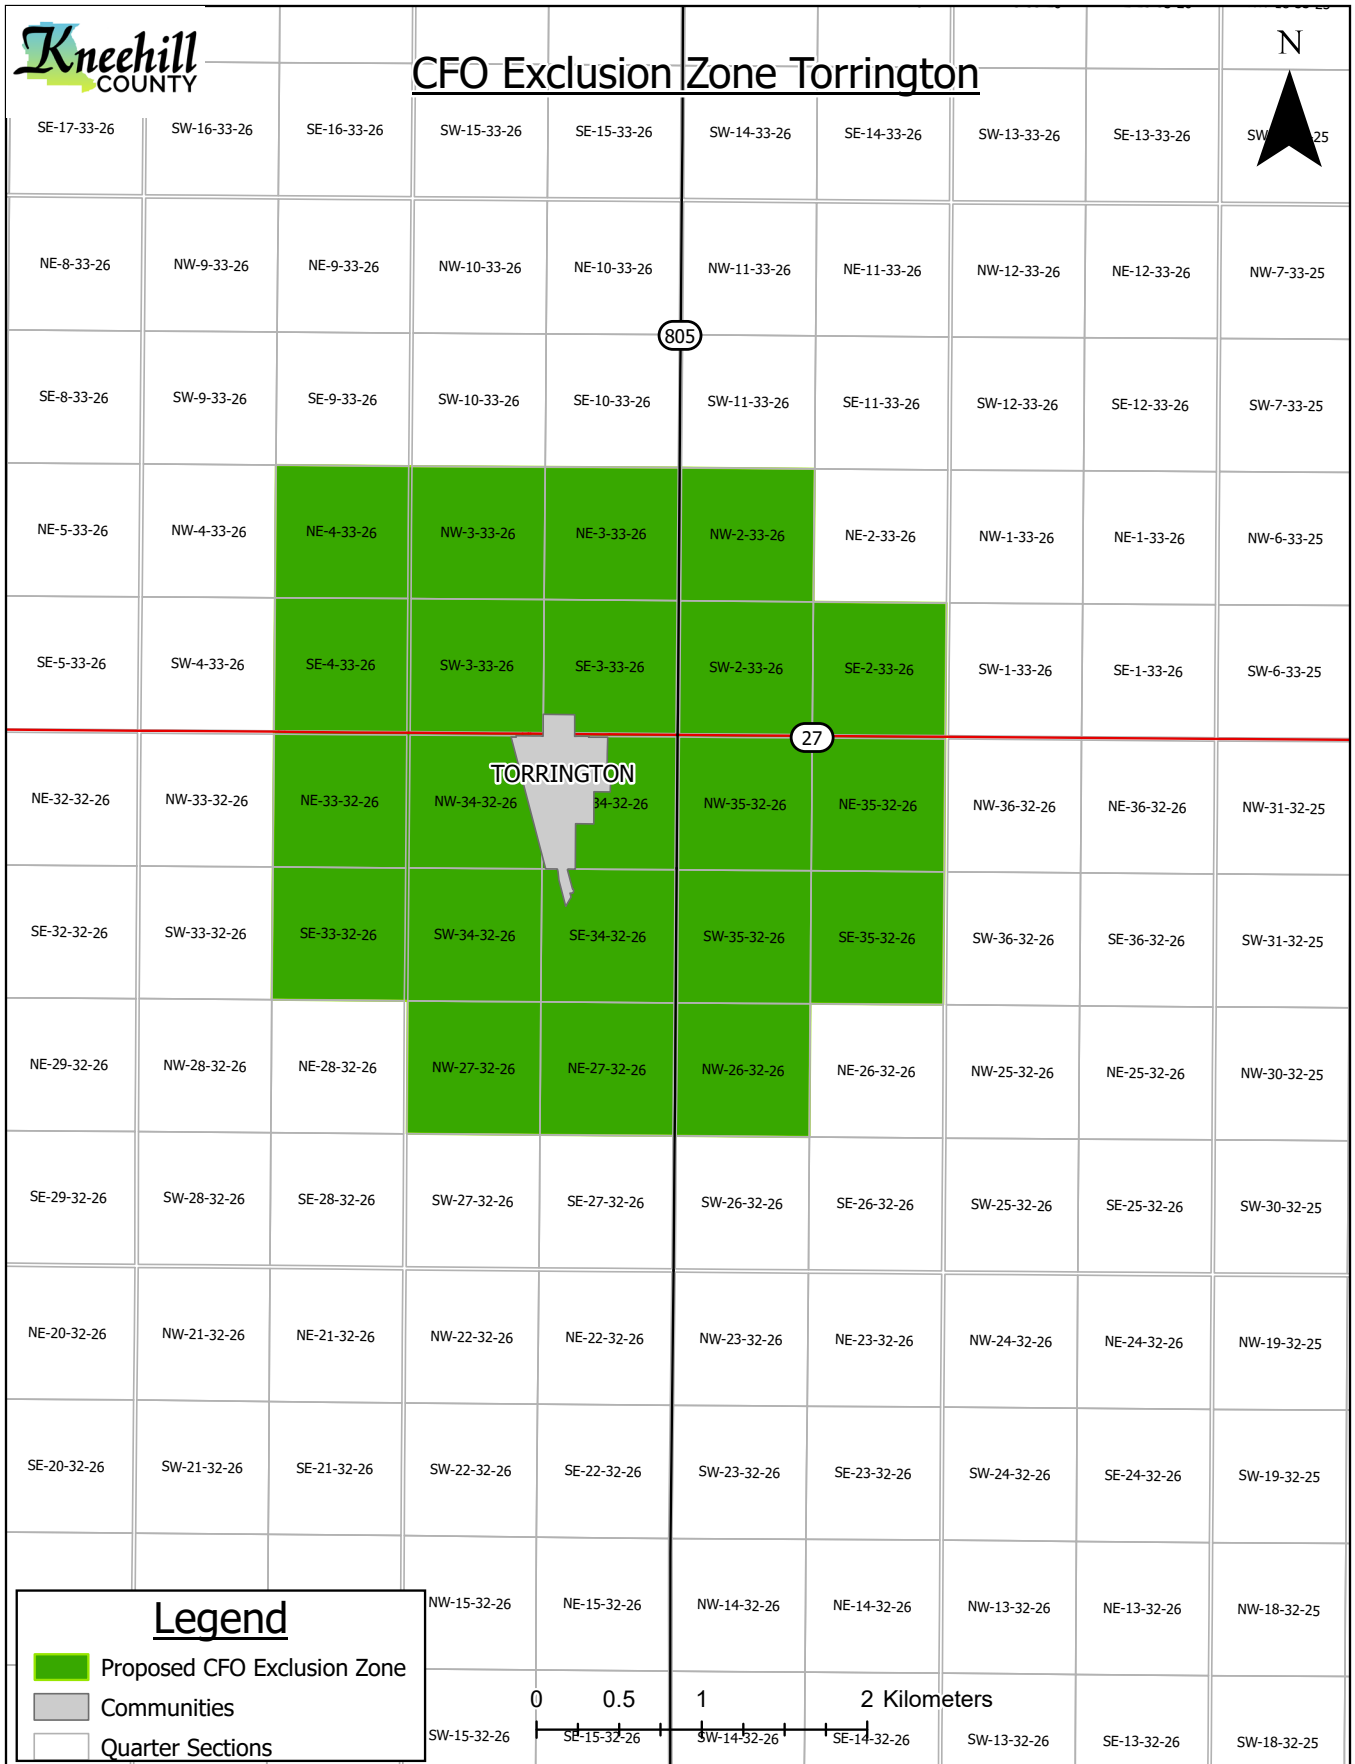 Kneehill
COUNTY
CFO Exclusion Zone Torrington
N
SE-17-33-26 SW-16-33-26 SE-16-33-26 SW-15-33-26 SE-15-33-26 SW-14-33-26 SE-14-33-26 SW-13-33-26 SE-13-33-26 SW 25
NE-8-33-26 NW-9-33-26 NE-9-33-26 NW-10-33-26 NE-10-33-26 NW-11-33-26 NE-11-33-26 NW-12-33-26 NE-12-33-26 NW-7-33-25
805
SE-8-33-26 SW-9-33-26 SE-9-33-26 SW-10-33-26 SE-10-33-26 SW-11-33-26 SE-11-33-26 SW-12-33-26 SE-12-33-26 SW-7-33-25
NE-5-33-26 NW-4-33-26 NE-4-33-26 NW-3-33-26 NE-3-33-26 NW-2-33-26 NE-2-33-26 NW-1-33-26 NE-1-33-26 NW-6-33-25
SE-5-33-26 SW-4-33-26 SE-4-33-26 SW-3-33-26 SE-3-33-26 SW-2-33-26 SE-2-33-26 SW-1-33-26 SE-1-33-26 SW-6-33-25
27
TORRINGTON
NE-32-32-26 NW-33-32-26 NE-33-32-26 NW-34-32-26 34-32-26 NW-35-32-26 NE-35-32-26 NW-36-32-26 NE-36-32-26 NW-31-32-25
SE-32-32-26 SW-33-32-26 SE-33-32-26 SW-34-32-26 SE-34-32-26 SW-35-32-26 SE-35-32-26 SW-36-32-26 SE-36-32-26 SW-31-32-25
NE-29-32-26 NW-28-32-26 NE-28-32-26 NW-27-32-26 NE-27-32-26 NW-26-32-26 NE-26-32-26 NW-25-32-26 NE-25-32-26 NW-30-32-25
SE-29-32-26 SW-28-32-26 SE-28-32-26 SW-27-32-26 SE-27-32-26 SW-26-32-26 SE-26-32-26 SW-25-32-26 SE-25-32-26 SW-30-32-25
NE-20-32-26 NW-21-32-26 NE-21-32-26 NW-22-32-26 NE-22-32-26 NW-23-32-26 NE-23-32-26 NW-24-32-26 NE-24-32-26 NW-19-32-25
SE-20-32-26 SW-21-32-26 SE-21-32-26 SW-22-32-26 SE-22-32-26 SW-23-32-26 SE-23-32-26 SW-24-32-26 SE-24-32-26 SW-19-32-25
NW-15-32-26 NE-15-32-26 NW-14-32-26 NE-14-32-26 NW-13-32-26 NE-13-32-26 NW-18-32-25
Legend
Proposed CFO Exclusion Zone
Communities
Quarter Sections
0 0.5 1 2 Kilometers
SW-15-32-26 SE-15-32-26 SW-14-32-26 SE-14-32-26 SW-13-32-26 SE-13-32-26 SW-18-32-25